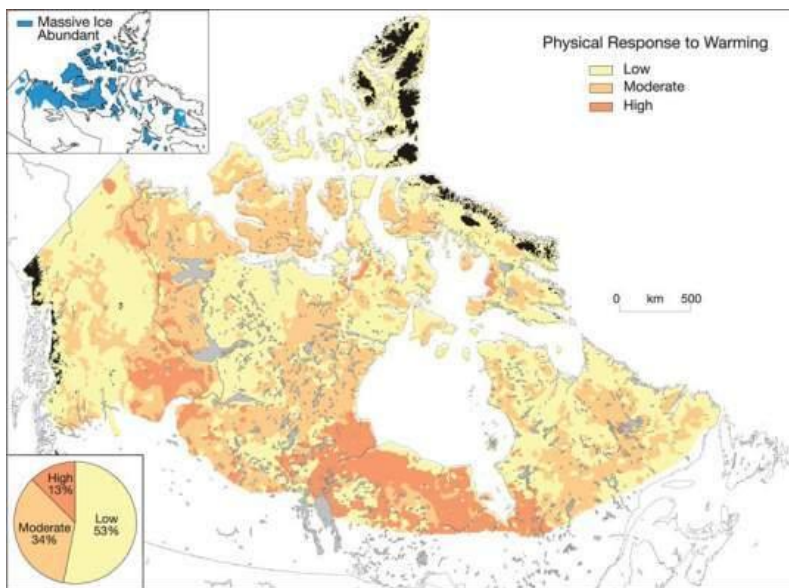 Massive Ice
Abundant
Physical Response to Warming
Low
Moderate
High
0 km 500
High
13%
Moderate
34%
Low
53%